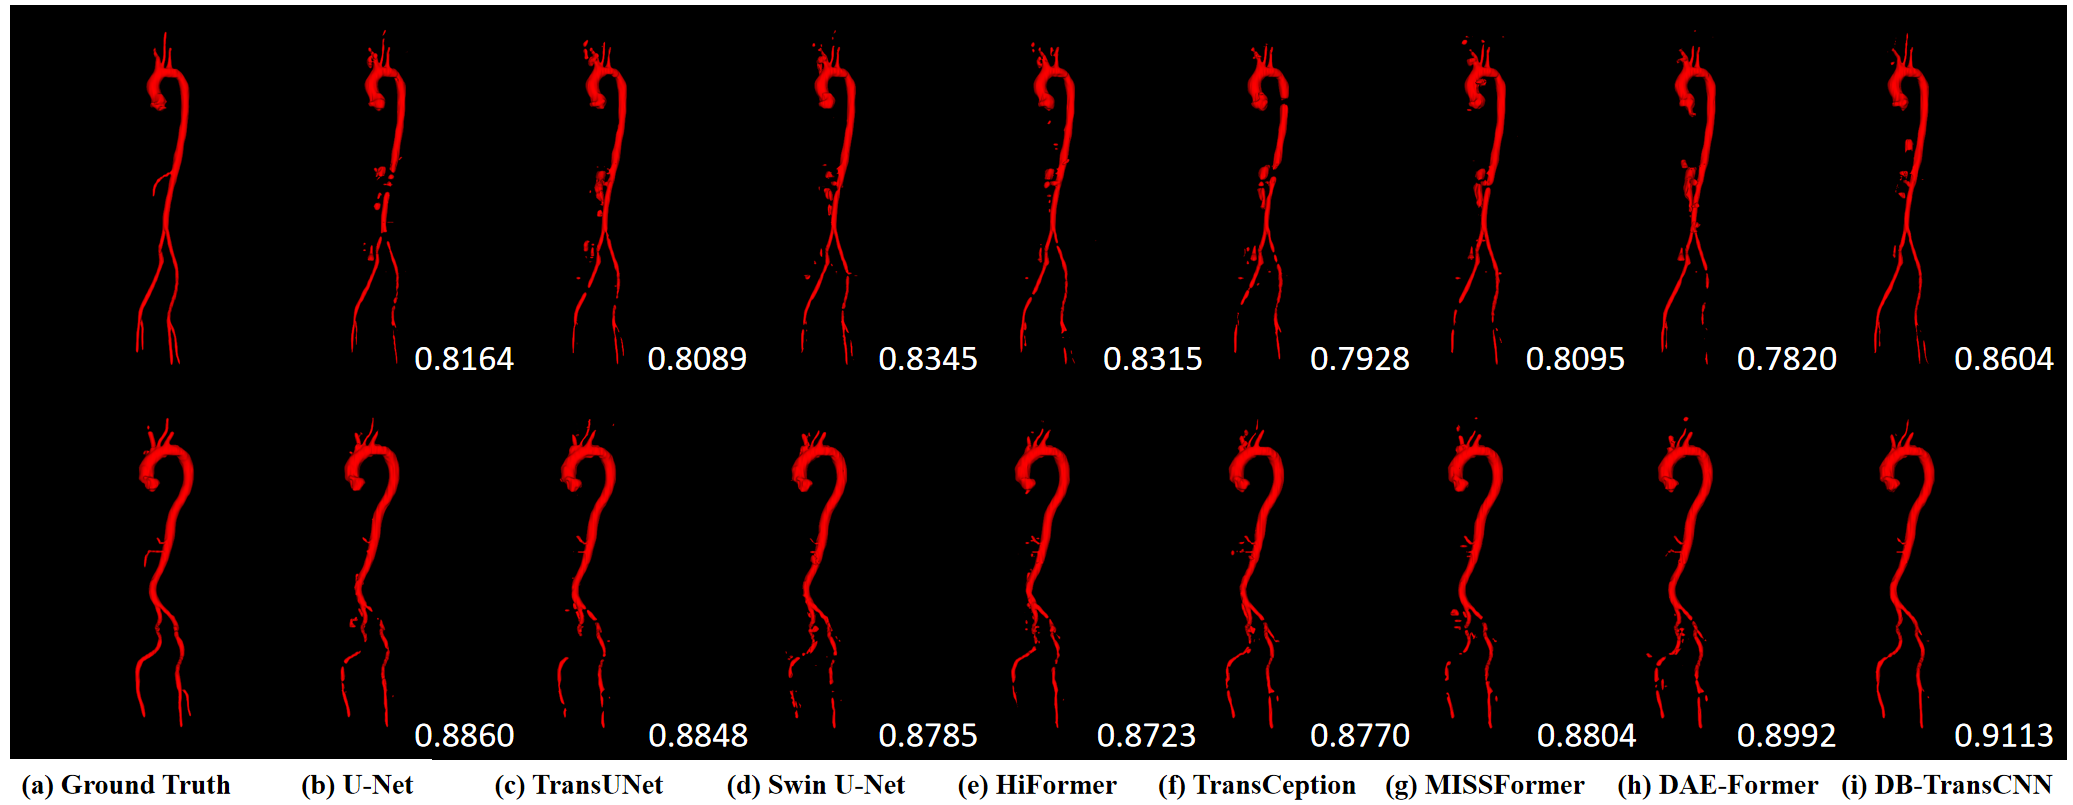 0.8164 0.8089 0.8345 0.8315 0.7928 0.8095 0.7820 0.8604
0.8860 0.8848 0.8785 0.8723 0.8770 0.8804 0.8992 0.9113
(a) Ground Truth (b) U-Net (c) TransUNet (d) Swin U-Net (e) HiFormer (f) TransCeption (g) MISSFormer (h) DAE-Former (i) DB-TransCNN